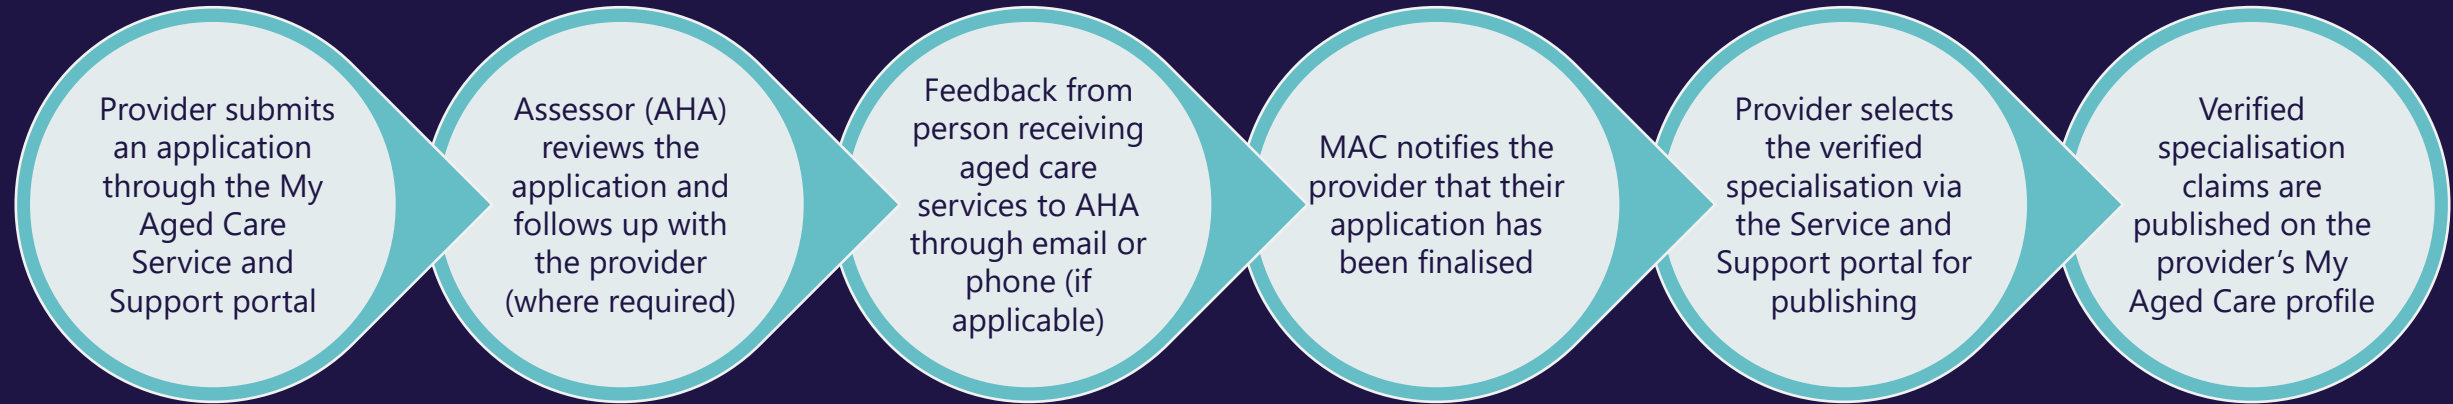 Provider submits
an application
through the My
Aged Care
Service and
Support portal
Assessor (AHA)
reviews the
application and
follows up with
the provider
(where required)
Feedback from
person receiving
aged care
services to AHA
through email or
phone (if
applicable)
MAC notifies the
provider that their
application has
been finalised
Provider selects
the verified
specialisation via
the Service and
Support portal for
publishing
Verified
specialisation
claims are
published on the
provider’s My
Aged Care profile